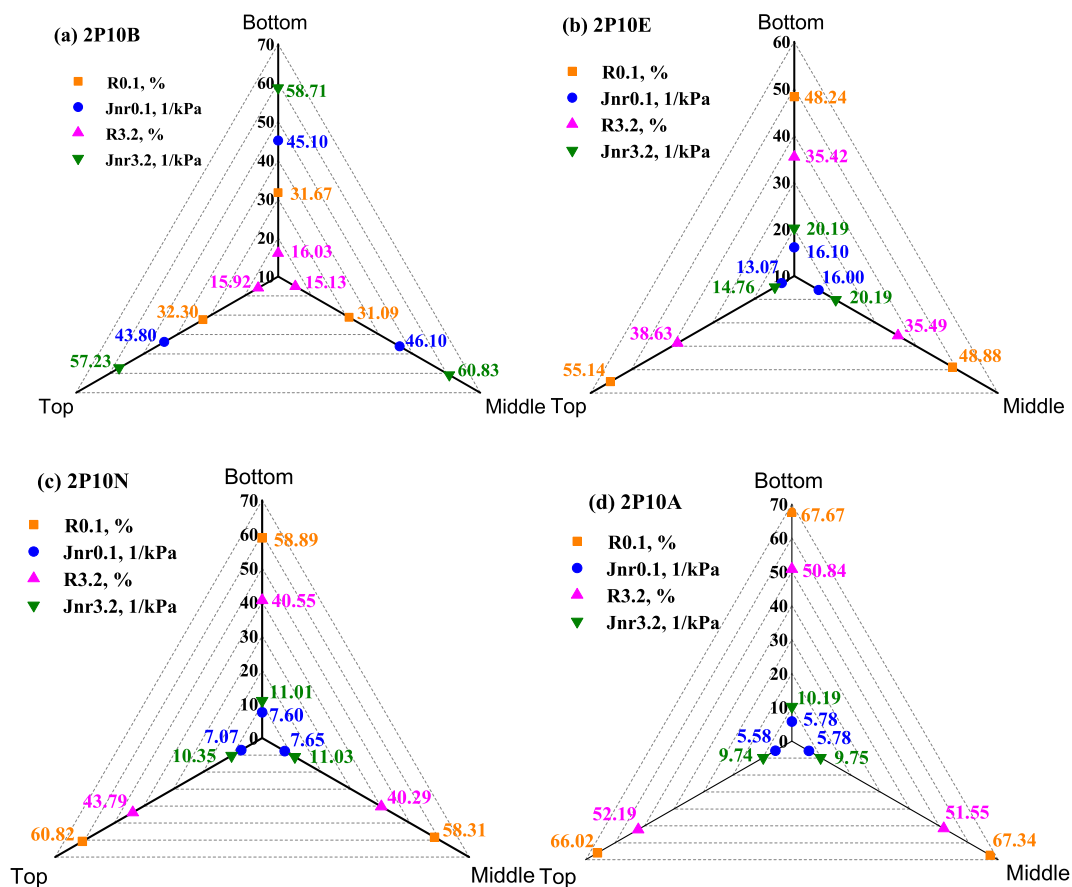 (a) 2P10B
R0.1, %
Jnr0.1, 1/kPa
R3.2, %
Jnr3.2, 1/kPa
Bottom
70
60
50
40
30
20
10
58.71
45.10
31.67
16.03
15.92
15.13
32.30
31.09
43.80
46.10
57.23
60.83
Top
Middle
(b) 2P10E
R0.1, %
Jnr0.1, 1/kPa
R3.2, %
Jnr3.2, 1/kPa
Bottom
60
50
40
30
20
10
48.24
35.42
20.19
16.10
13.07
16.00
14.76
20.19
38.63
35.49
55.14
48.88
Top
Middle
(c) 2P10N
R0.1, %
Jnr0.1, 1/kPa
R3.2, %
Jnr3.2, 1/kPa
Bottom
70
60
50
40
30
20
10
0
58.89
40.55
11.01
7.60
7.07
7.65
10.35
11.03
43.79
40.29
60.82
58.31
Top
Middle
(d) 2P10A
R0.1, %
Jnr0.1, 1/kPa
R3.2, %
Jnr3.2, 1/kPa
Bottom
70
60
50
40
30
20
10
0
67.67
50.84
10.19
5.78
5.58
5.78
9.74
9.75
52.19
51.55
66.02
67.34
Top
Middle